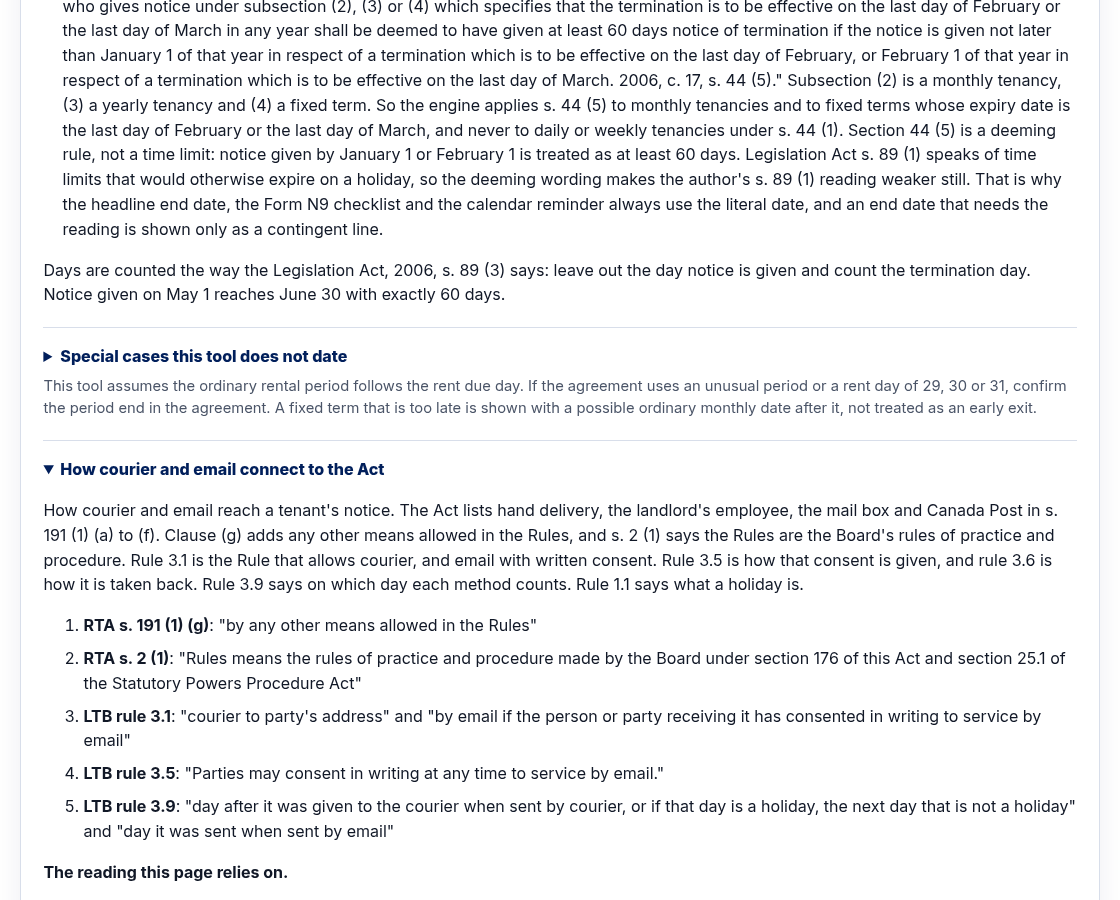 who gives notice under subsection (2), (3) or (4) which specifies that the termination is to be effective on the last day of February or
the last day of March in any year shall be deemed to have given at least 60 days notice of termination if the notice is given not later
than January 1 of that year in respect of a termination which is to be effective on the last day of February, or February 1 of that year in
respect of a termination which is to be effective on the last day of March. 2006, c. 17, s. 44 (5)." Subsection (2) is a monthly tenancy,
(3) a yearly tenancy and (4) a fixed term. So the engine applies s. 44 (5) to monthly tenancies and to fixed terms whose expiry date is
the last day of February or the last day of March, and never to daily or weekly tenancies under s. 44 (1). Section 44 (5) is a deeming
rule, not a time limit: notice given by January 1 or February 1 is treated as at least 60 days. Legislation Act s. 89 (1) speaks of time
limits that would otherwise expire on a holiday, so the deeming wording makes the author's s. 89 (1) reading weaker still. That is why
the headline end date, the Form N9 checklist and the calendar reminder always use the literal date, and an end date that needs the
reading is shown only as a contingent line.
Days are counted the way the Legislation Act, 2006, s. 89 (3) says: leave out the day notice is given and count the termination day.
Notice given on May 1 reaches June 30 with exactly 60 days.
Special cases this tool does not date
This tool assumes the ordinary rental period follows the rent due day. If the agreement uses an unusual period or a rent day of 29, 30 or 31, confirm
the period end in the agreement. A fixed term that is too late is shown with a possible ordinary monthly date after it, not treated as an early exit.
How courier and email connect to the Act
How courier and email reach a tenant's notice. The Act lists hand delivery, the landlord's employee, the mail box and Canada Post in s.
191 (1) (a) to (f). Clause (g) adds any other means allowed in the Rules, and s. 2 (1) says the Rules are the Board's rules of practice and
procedure. Rule 3.1 is the Rule that allows courier, and email with written consent. Rule 3.5 is how that consent is given, and rule 3.6 is
how it is taken back. Rule 3.9 says on which day each method counts. Rule 1.1 says what a holiday is.
1. RTA s. 191 (1) (g): "by any other means allowed in the Rules"
2. RTA s. 2 (1): "Rules means the rules of practice and procedure made by the Board under section 176 of this Act and section 25.1 of
the Statutory Powers Procedure Act"
3. LTB rule 3.1: "courier to party's address" and "by email if the person or party receiving it has consented in writing to service by
email"
4. LTB rule 3.5: "Parties may consent in writing at any time to service by email."
5. LTB rule 3.9: "day after it was given to the courier when sent by courier, or if that day is a holiday, the next day that is not a holiday"
and "day it was sent when sent by email"
The reading this page relies on.